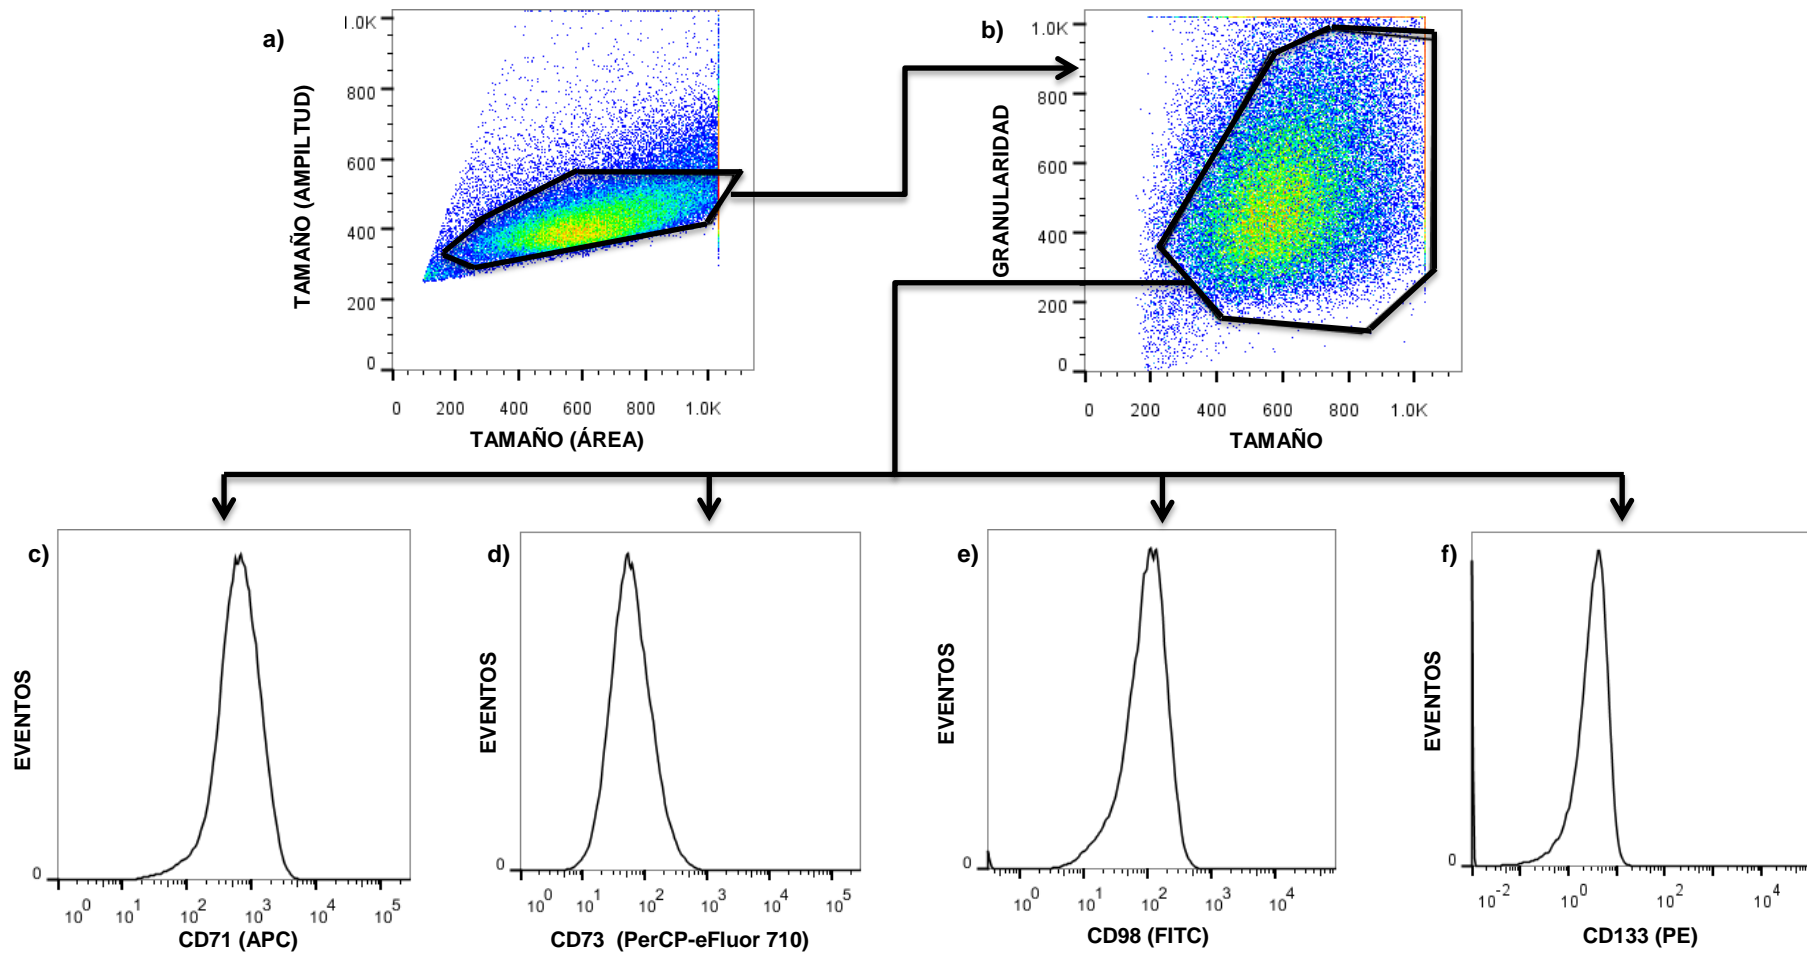 a)
TAMAÑO (AMPILTUD)
1.0K
800
600
400
200
0
0 200 400 600 800 1.0K
TAMAÑO (ÁREA)
b)
GRANULARIDAD
1.0K
800
600
400
200
0
0 200 400 600 800 1.0K
TAMAÑO
c)
EVENTOS
0
10^0 10^1 10^2 10^3 10^4 10^5
CD71 (APC)
d)
EVENTOS
0
10^0 10^1 10^2 10^3 10^4 10^5
CD73 (PerCP-eFluor 710)
e)
EVENTOS
0
10^0 10^1 10^2 10^3 10^4
CD98 (FITC)
f)
EVENTOS
0
10^-2 10^0 10^2 10^4
CD133 (PE)